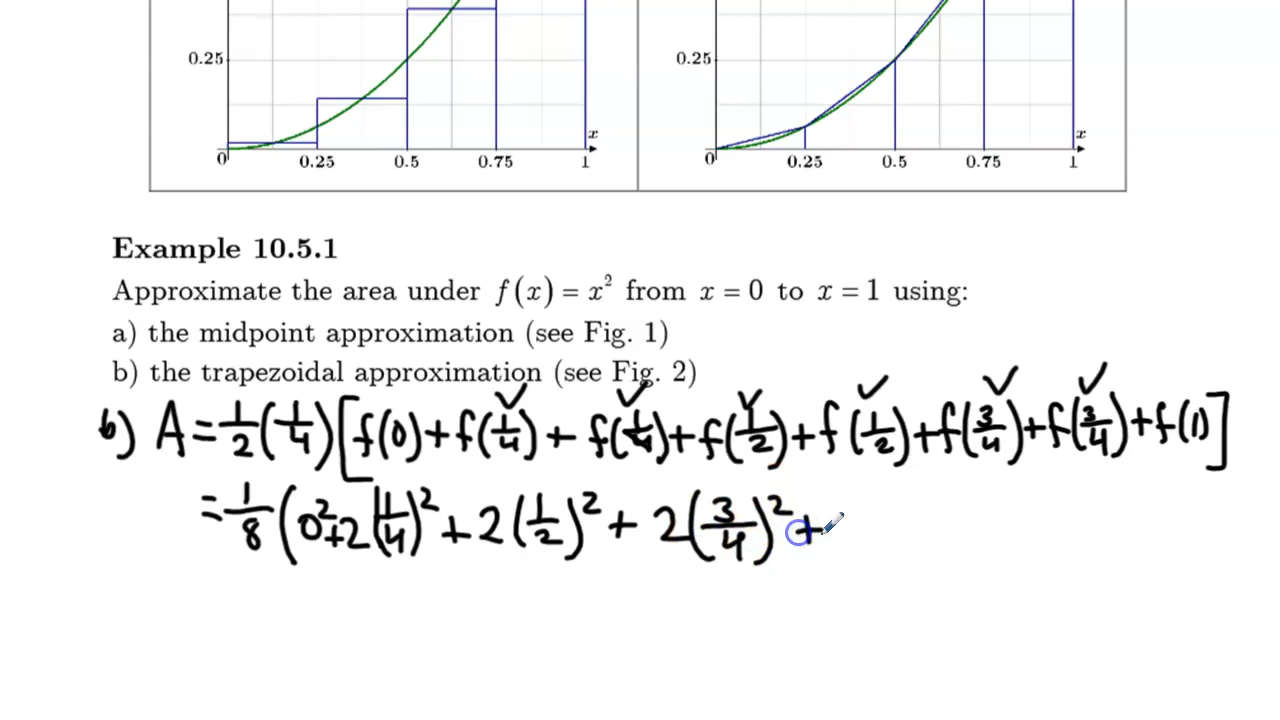 0.25 0.25
x x
0 0.25 0.5 0.75 1 0 0.25 0.5 0.75 1
Example 10.5.1
Approximate the area under f(x) = x² from x = 0 to x = 1 using:
a) the midpoint approximation (see Fig. 1)
b) the trapezoidal approximation (see Fig. 2)
✓ ✓ ✓ ✓ ✓ ✓
b) A = 1/2 (1/4) [f(0) + f(1/4) + f(1/4) + f(1/2) + f(1/2) + f(3/4) + f(3/4) + f(1)]
= 1/8 (0² + 2(1/4)² + 2(1/2)² + 2(3/4)² +